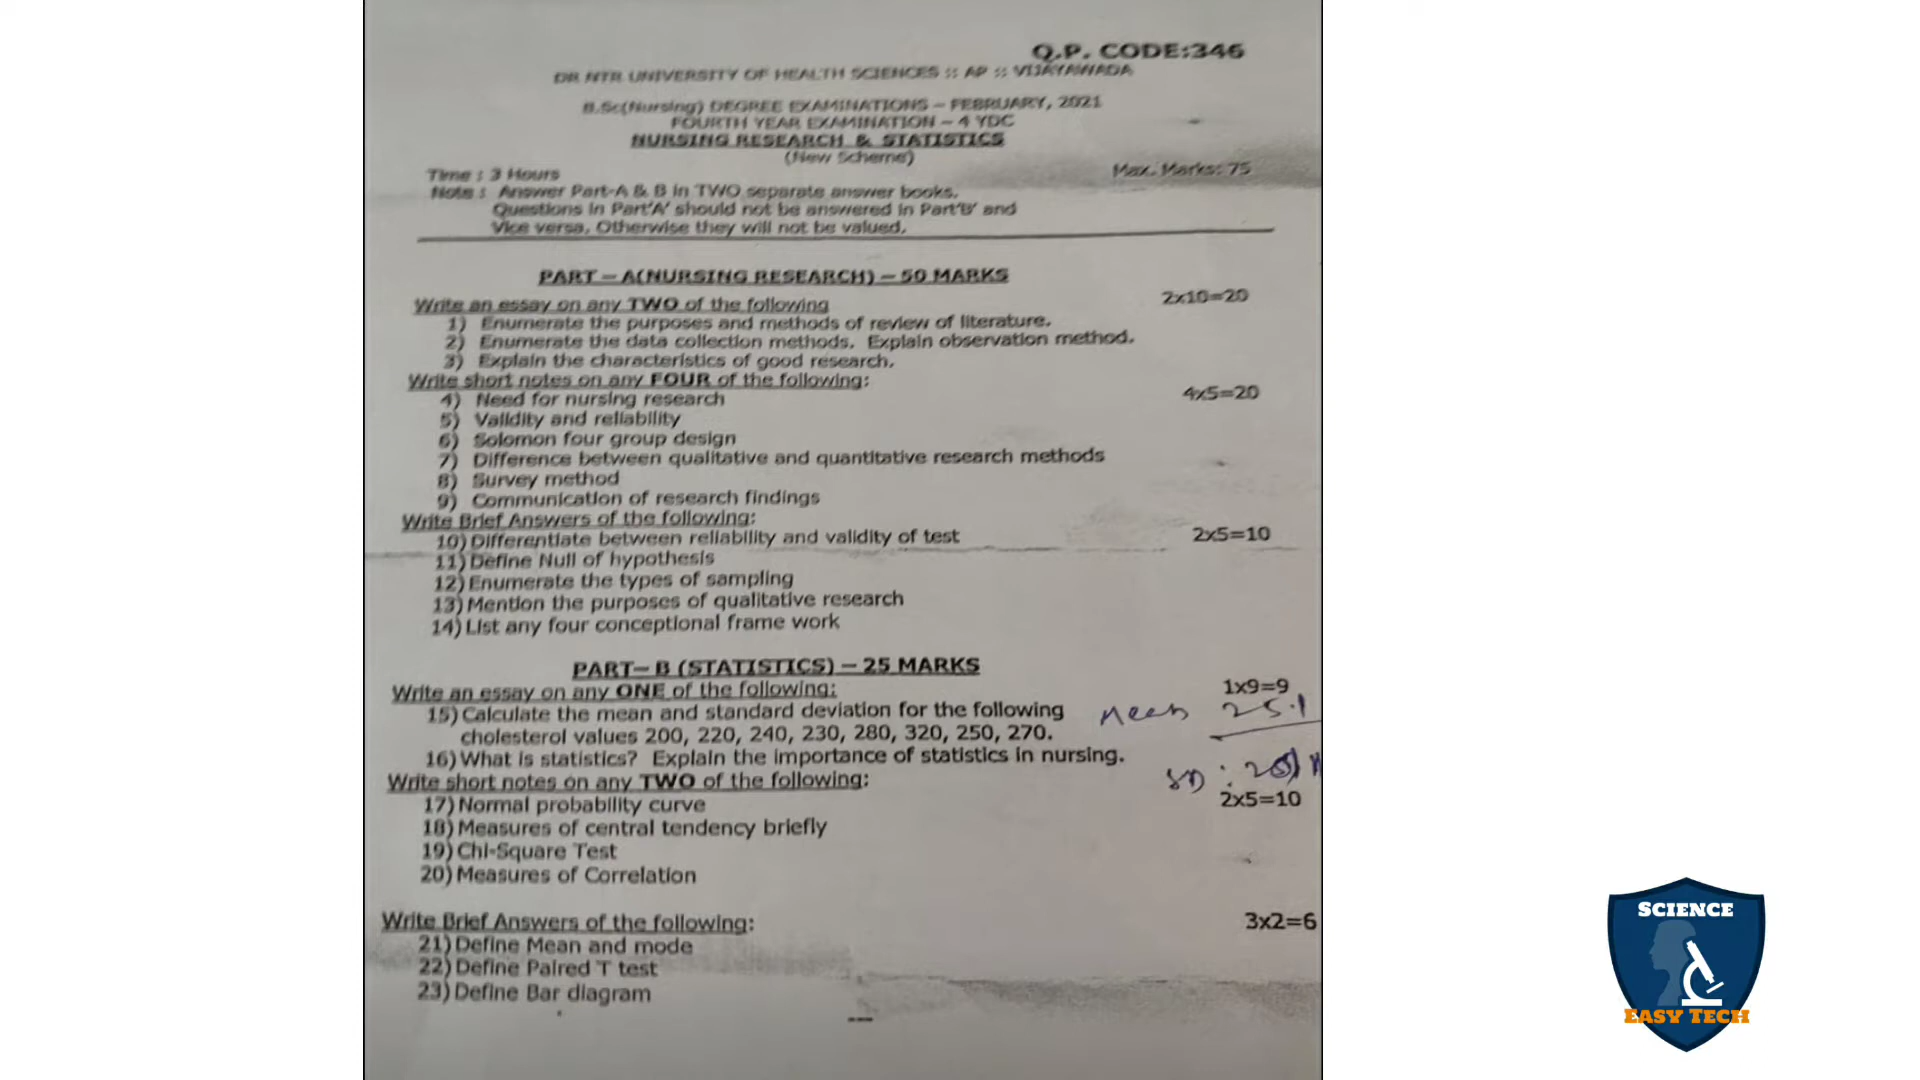 Q.P. CODE:346
DR NTR UNIVERSITY OF HEALTH SCIENCES :: AP :: VIJAYAWADA
B.Sc(Nursing) DEGREE EXAMINATIONS – FEBRUARY, 2021
FOURTH YEAR EXAMINATION – 4 YDC
NURSING RESEARCH & STATISTICS
(New Scheme)
Time : 3 Hours Max. Marks: 75
Note : Answer Part-A & B in TWO separate answer books.
Questions in Part'A' should not be answered in Part'B' and
Vice versa. Otherwise they will not be valued.
PART – A(NURSING RESEARCH) – 50 MARKS
Write an essay on any TWO of the following 2x10=20
1) Enumerate the purposes and methods of review of literature.
2) Enumerate the data collection methods. Explain observation method.
3) Explain the characteristics of good research.
Write short notes on any FOUR of the following: 4x5=20
4) Need for nursing research
5) Validity and reliability
6) Solomon four group design
7) Difference between qualitative and quantitative research methods
8) Survey method
9) Communication of research findings
Write Brief Answers of the following: 2x5=10
10) Differentiate between reliability and validity of test
11) Define Null of hypothesis
12) Enumerate the types of sampling
13) Mention the purposes of qualitative research
14) List any four conceptional frame work
PART– B (STATISTICS) – 25 MARKS
Write an essay on any ONE of the following: 1x9=9
15) Calculate the mean and standard deviation for the following Mean 25.1
cholesterol values 200, 220, 240, 230, 280, 320, 250, 270.
16) What is statistics? Explain the importance of statistics in nursing.
SD :
Write short notes on any TWO of the following: 2x5=10
17) Normal probability curve
18) Measures of central tendency briefly
19) Chi-Square Test
20) Measures of Correlation
Write Brief Answers of the following: 3x2=6
21) Define Mean and mode
22) Define Paired T test
23) Define Bar diagram
---
SCIENCE
EASY TECH